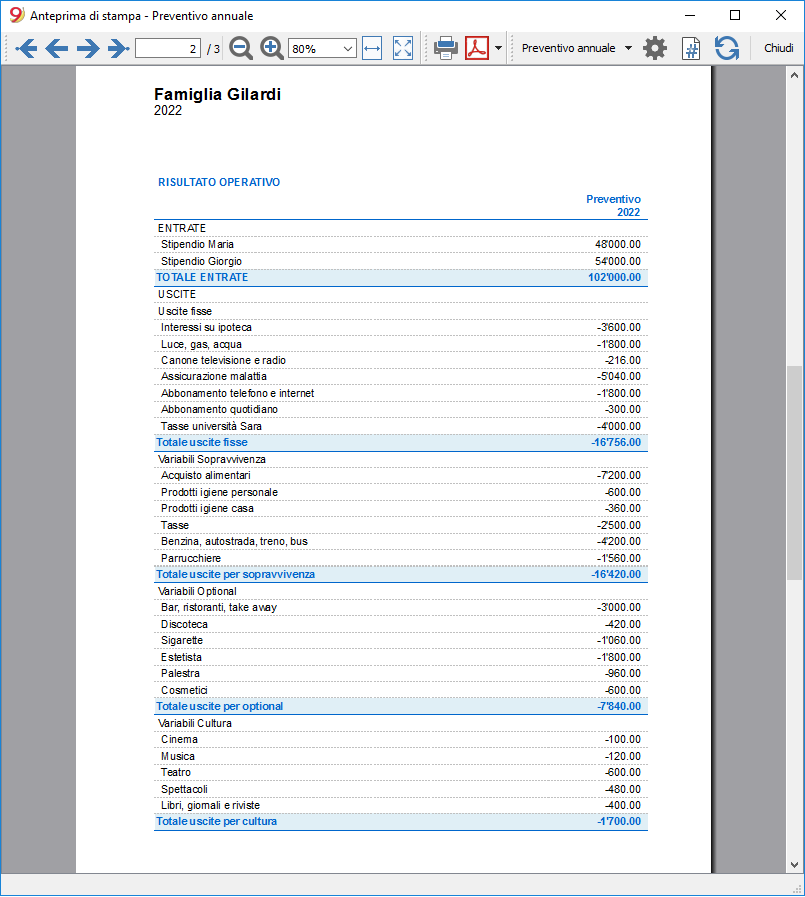 Anteprima di stampa - Preventivo annuale
2 / 3 80% Preventivo annuale Chiudi
Famiglia Gilardi
2022
RISULTATO OPERATIVO
Preventivo
2022
ENTRATE
Stipendio Maria 48'000.00
Stipendio Giorgio 54'000.00
TOTALE ENTRATE 102'000.00
USCITE
Uscite fisse
Interessi su ipoteca -3'600.00
Luce, gas, acqua -1'800.00
Canone televisione e radio -216.00
Assicurazione malattia -5'040.00
Abbonamento telefono e internet -1'800.00
Abbonamento quotidiano -300.00
Tasse università Sara -4'000.00
Totale uscite fisse -16'756.00
Variabili Sopravvivenza
Acquisto alimentari -7'200.00
Prodotti igiene personale -600.00
Prodotti igiene casa -360.00
Tasse -2'500.00
Benzina, autostrada, treno, bus -4'200.00
Parrucchiere -1'560.00
Totale uscite per sopravvivenza -16'420.00
Variabili Optional
Bar, ristoranti, take away -3'000.00
Discoteca -420.00
Sigarette -1'060.00
Estetista -1'800.00
Palestra -960.00
Cosmetici -600.00
Totale uscite per optional -7'840.00
Variabili Cultura
Cinema -100.00
Musica -120.00
Teatro -600.00
Spettacoli -480.00
Libri, giornali e riviste -400.00
Totale uscite per cultura -1'700.00